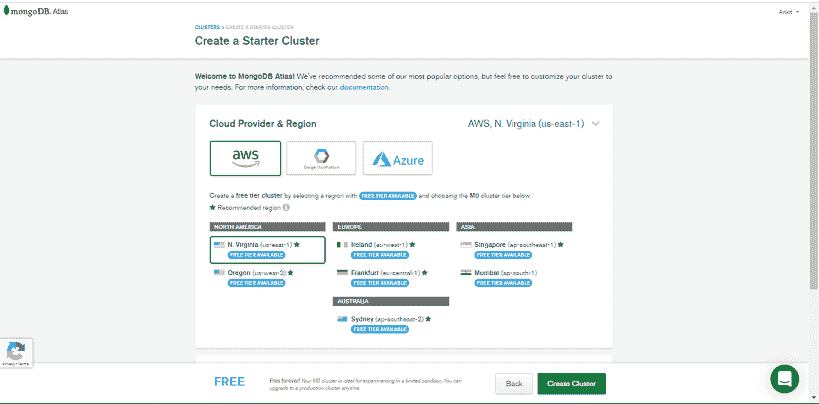 mongoDB. Atlas
Ankit
CLUSTERS > CREATE A STARTER CLUSTER
Create a Starter Cluster
Welcome to MongoDB Atlas! We've recommended some of our most popular options, but feel free to customize your cluster to
your needs. For more information, check our documentation.
Cloud Provider & Region
AWS, N. Virginia (us-east-1)
aws
Google Cloud Platform
Azure
Create a free tier cluster by selecting a region with FREE TIER AVAILABLE and choosing the M0 cluster tier below.
Recommended region
NORTH AMERICA
N. Virginia (us-east-1)
FREE TIER AVAILABLE
Oregon (us-west-2)
FREE TIER AVAILABLE
EUROPE
Ireland (eu-west-1)
FREE TIER AVAILABLE
Frankfurt (eu-central-1)
FREE TIER AVAILABLE
AUSTRALIA
Sydney (ap-southeast-2)
FREE TIER AVAILABLE
ASIA
Singapore (ap-southeast-1)
FREE TIER AVAILABLE
Mumbai (ap-south-1)
FREE TIER AVAILABLE
Privacy - Terms
FREE
Free forever! Your M0 cluster is ideal for experimenting in a limited sandbox. You can
upgrade to a production cluster anytime.
Back
Create Cluster